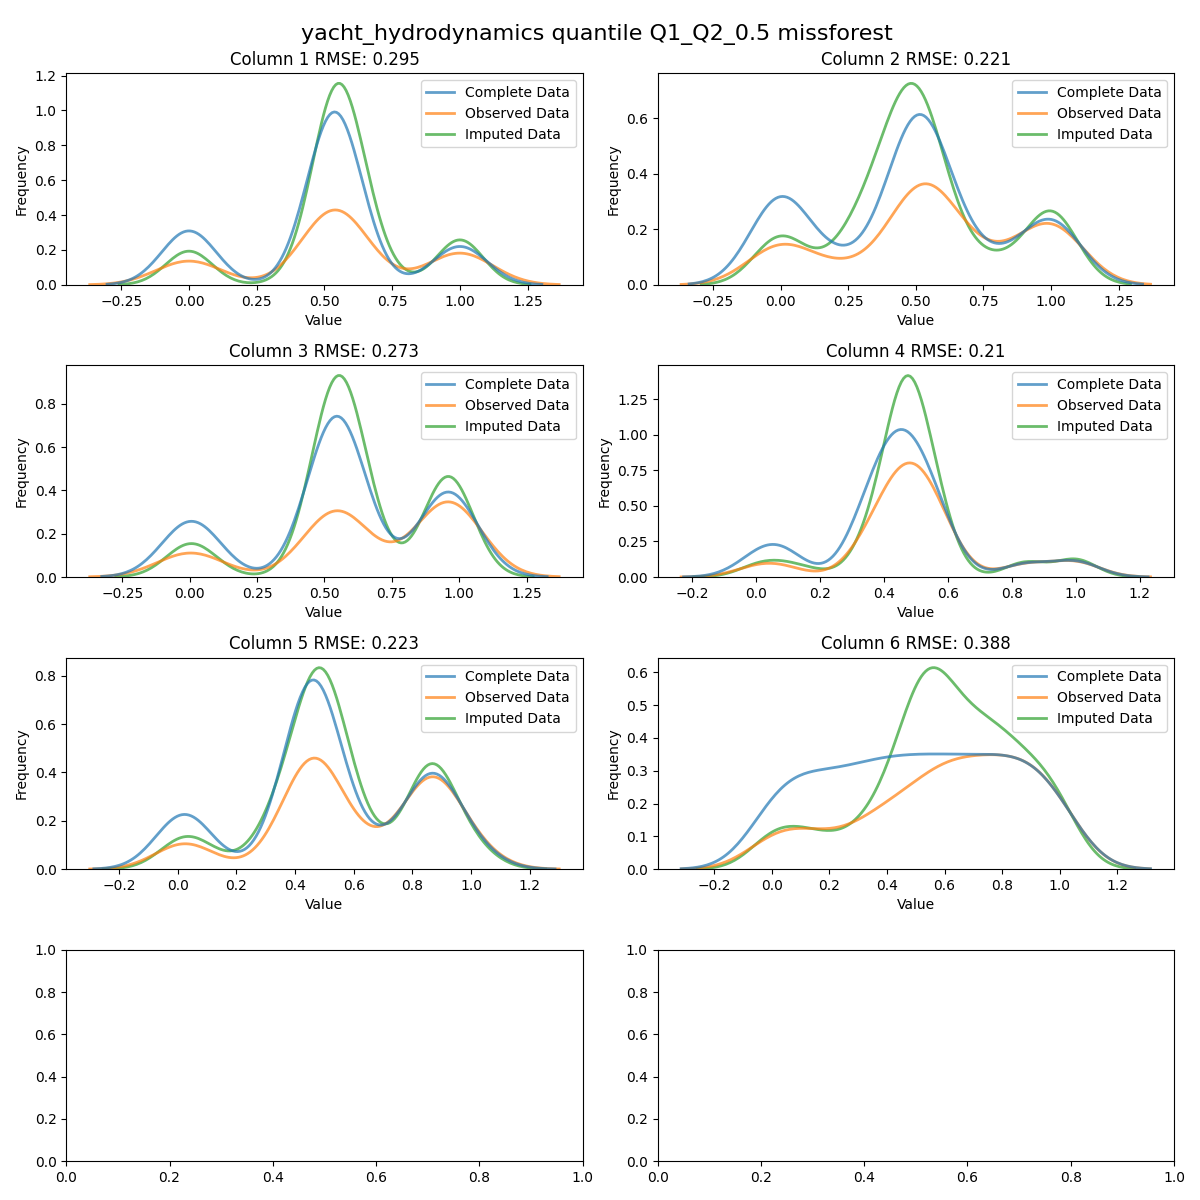 yacht_hydrodynamics quantile Q1_Q2_0.5 missforest
Column 1 RMSE: 0.295
Frequency
1.2
1.0
0.8
0.6
0.4
0.2
0.0
Complete Data
Observed Data
Imputed Data
−0.25 0.00 0.25 0.50 0.75 1.00 1.25
Value
Column 2 RMSE: 0.221
Frequency
0.6
0.4
0.2
0.0
Complete Data
Observed Data
Imputed Data
−0.25 0.00 0.25 0.50 0.75 1.00 1.25
Value
Column 3 RMSE: 0.273
Frequency
0.8
0.6
0.4
0.2
0.0
Complete Data
Observed Data
Imputed Data
−0.25 0.00 0.25 0.50 0.75 1.00 1.25
Value
Column 4 RMSE: 0.21
Frequency
1.25
1.00
0.75
0.50
0.25
0.00
Complete Data
Observed Data
Imputed Data
−0.2 0.0 0.2 0.4 0.6 0.8 1.0 1.2
Value
Column 5 RMSE: 0.223
Frequency
0.8
0.6
0.4
0.2
0.0
Complete Data
Observed Data
Imputed Data
−0.2 0.0 0.2 0.4 0.6 0.8 1.0 1.2
Value
Column 6 RMSE: 0.388
Frequency
0.6
0.5
0.4
0.3
0.2
0.1
0.0
Complete Data
Observed Data
Imputed Data
−0.2 0.0 0.2 0.4 0.6 0.8 1.0 1.2
Value
1.0
0.8
0.6
0.4
0.2
0.0
0.0 0.2 0.4 0.6 0.8 1.0
1.0
0.8
0.6
0.4
0.2
0.0
0.0 0.2 0.4 0.6 0.8 1.0